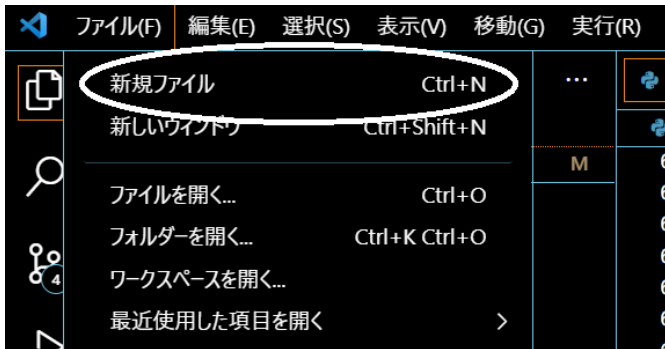 ファイル(F) 編集(E) 選択(S) 表示(V) 移動(G) 実行(R)
新規ファイル Ctrl+N ...
新しいウィンドウ Ctrl+Shift+N
M
ファイルを開く... Ctrl+O
フォルダーを開く... Ctrl+K Ctrl+O
4
ワークスペースを開く...
最近使用した項目を開く >